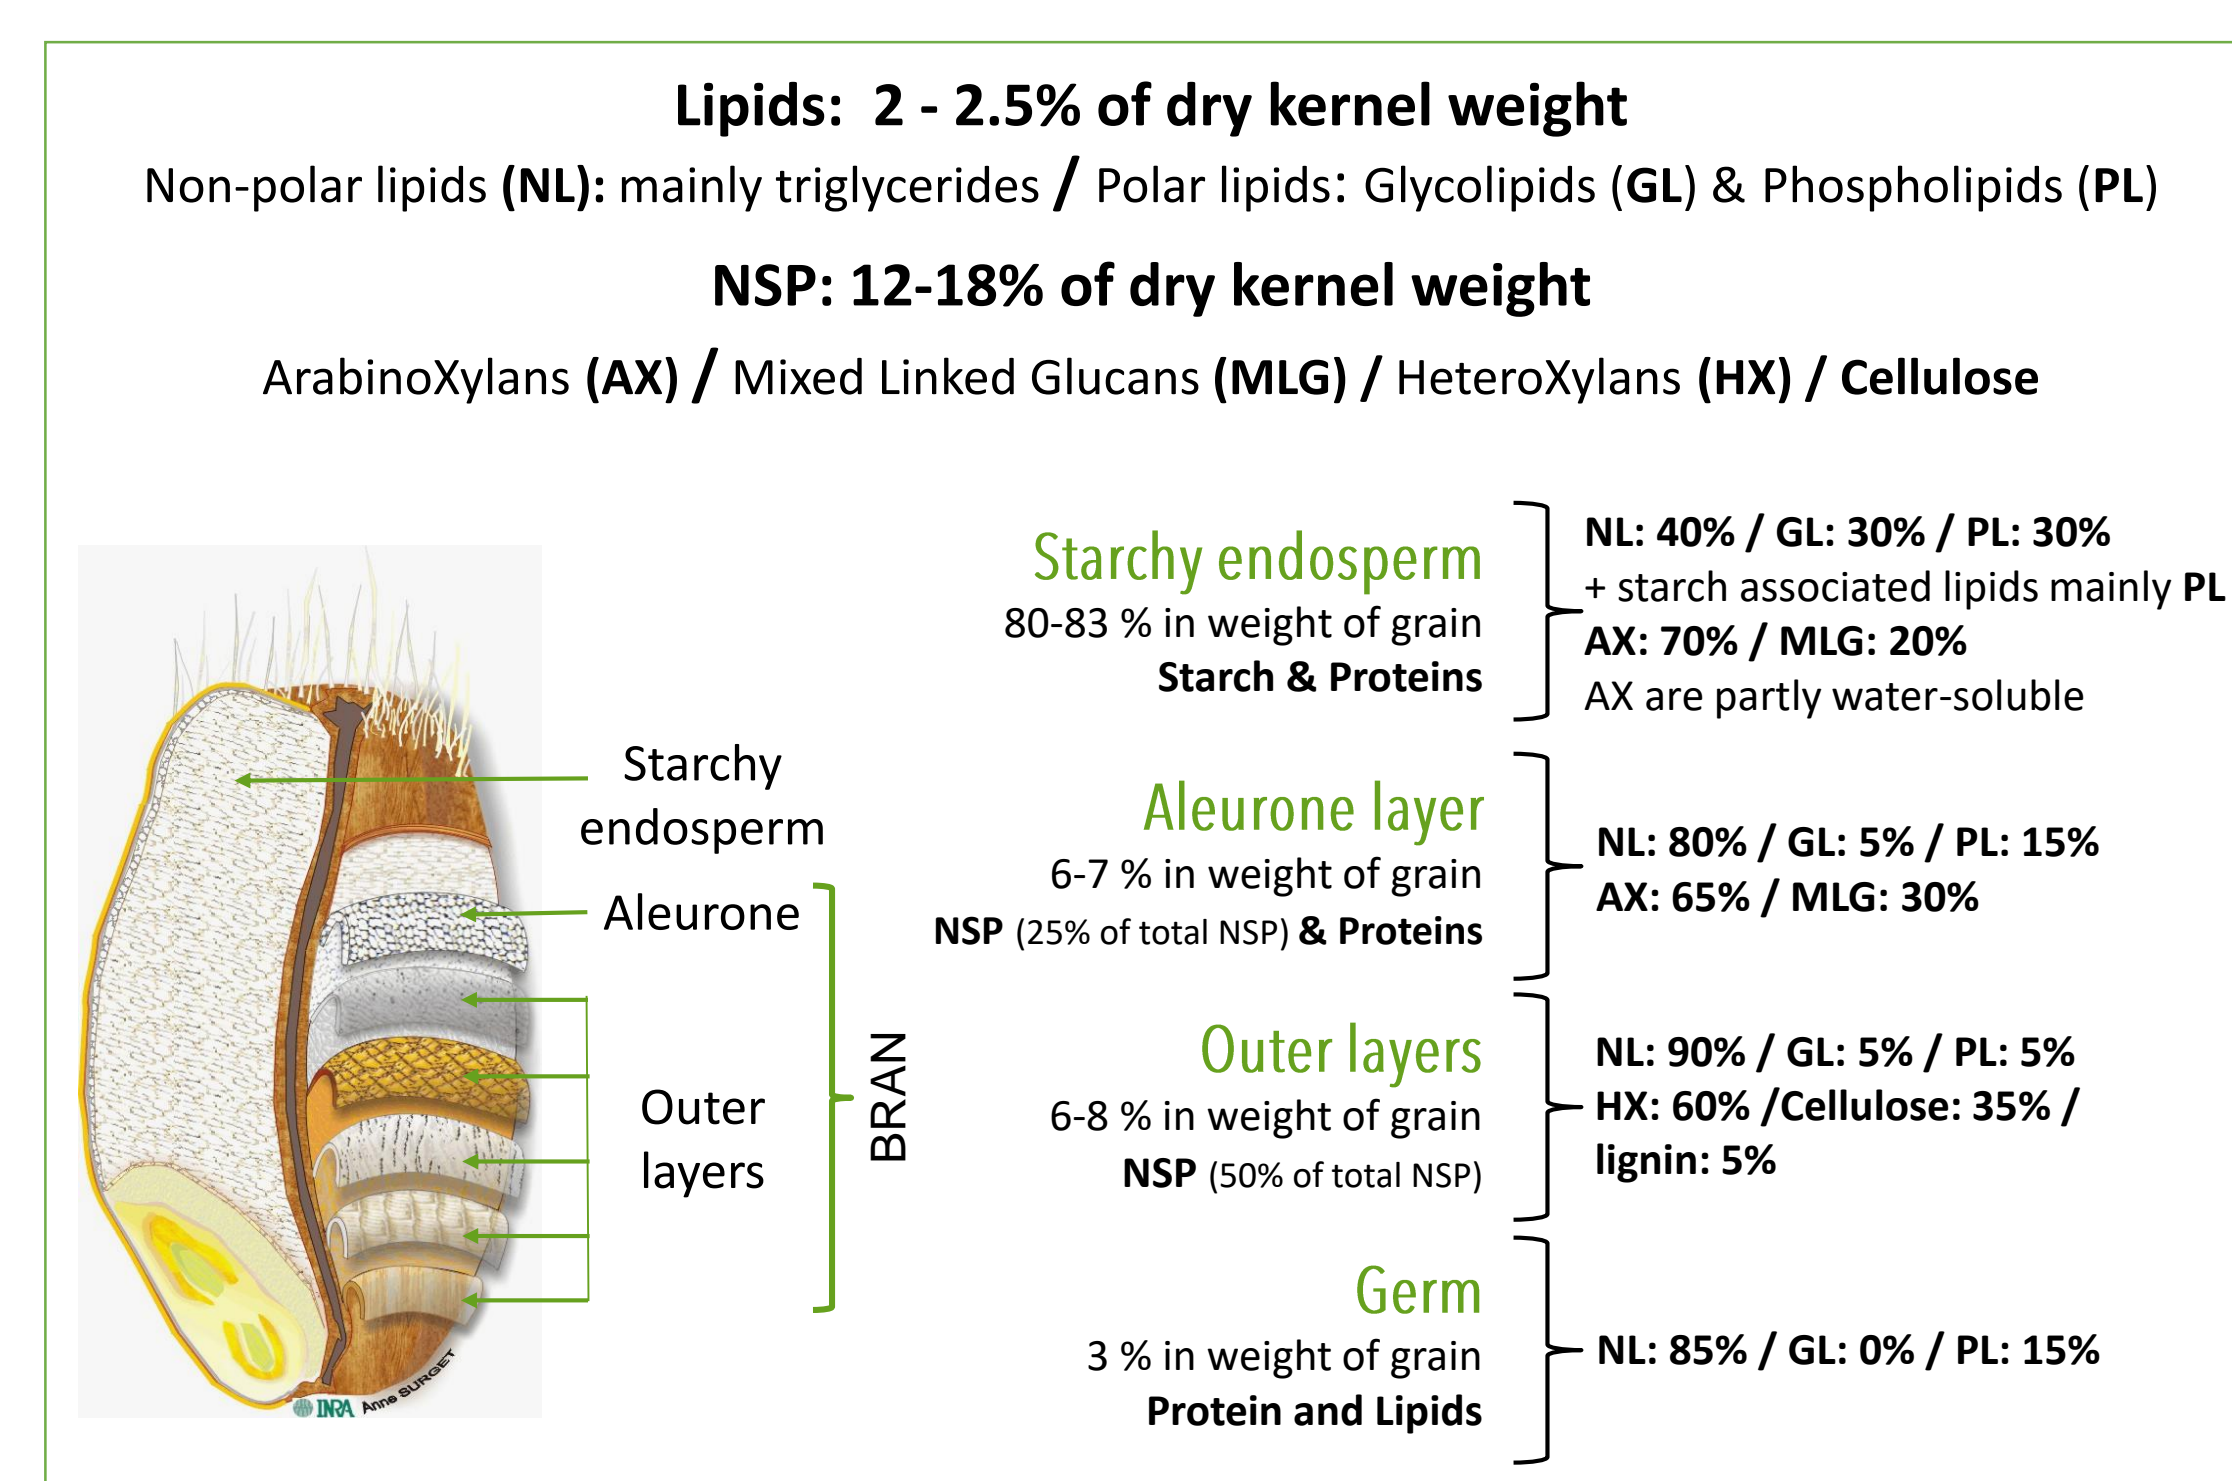 Lipids: 2 - 2.5% of dry kernel weight
Non-polar lipids (NL): mainly triglycerides / Polar lipids: Glycolipids (GL) & Phospholipids (PL)
NSP: 12-18% of dry kernel weight
ArabinoXylans (AX) / Mixed Linked Glucans (MLG) / HeteroXylans (HX) / Cellulose
Starchy
endosperm
Aleurone
Outer
layers
BRAN
INRA Anne SURGET
Starchy endosperm
80-83 % in weight of grain
Starch & Proteins
NL: 40% / GL: 30% / PL: 30%
+ starch associated lipids mainly PL
AX: 70% / MLG: 20%
AX are partly water-soluble
Aleurone layer
6-7 % in weight of grain
NSP (25% of total NSP) & Proteins
NL: 80% / GL: 5% / PL: 15%
AX: 65% / MLG: 30%
Outer layers
6-8 % in weight of grain
NSP (50% of total NSP)
NL: 90% / GL: 5% / PL: 5%
HX: 60% /Cellulose: 35% /
lignin: 5%
Germ
3 % in weight of grain
Protein and Lipids
NL: 85% / GL: 0% / PL: 15%